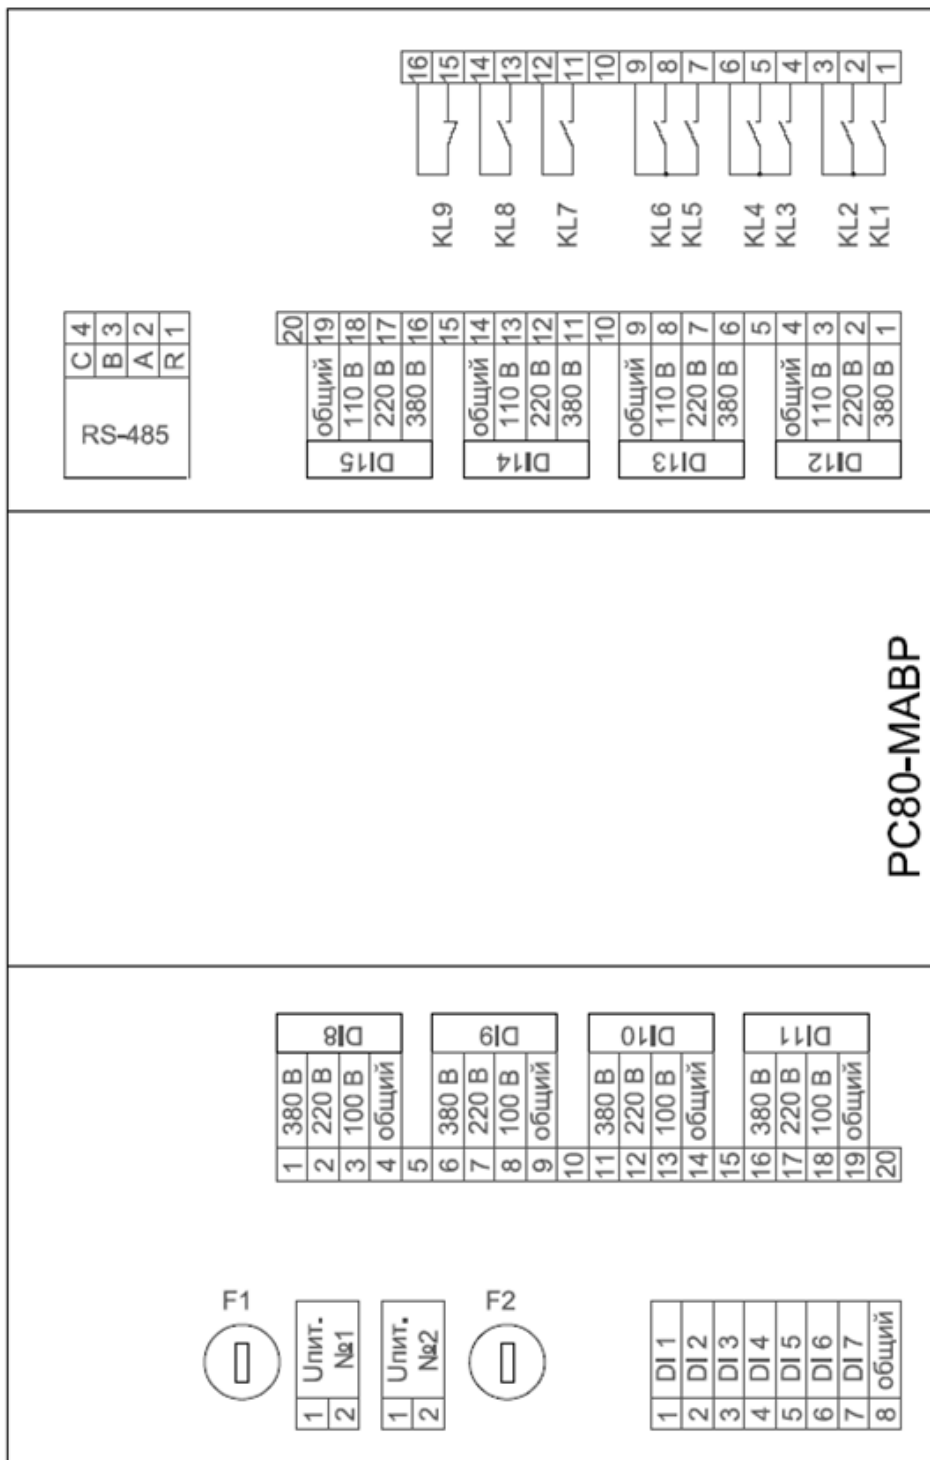 16 15 14 13 12 11 10 9 8 7 6 5 4 3 2 1
KL9 KL8 KL7 KL6 KL5 KL4 KL3 KL2 KL1
4 3 2 1
C B A R
RS-485
20 19 18 17 16 15 14 13 12 11 10 9 8 7 6 5 4 3 2 1
общий 110 В 220 В 380 В
DI15
общий 110 В 220 В 380 В
DI14
общий 110 В 220 В 380 В
DI13
общий 110 В 220 В 380 В
DI12
РС80-МАВР
DI8
380 В 220 В 100 В общий
DI9
380 В 220 В 100 В общий
DI10
380 В 220 В 100 В общий
DI11
380 В 220 В 100 В общий
1 2 3 4 5 6 7 8 9 10 11 12 13 14 15 16 17 18 19 20
F1
Uпит. №1
1 2
Uпит. №2
1 2
F2
DI 1 DI 2 DI 3 DI 4 DI 5 DI 6 DI 7 общий
1 2 3 4 5 6 7 8